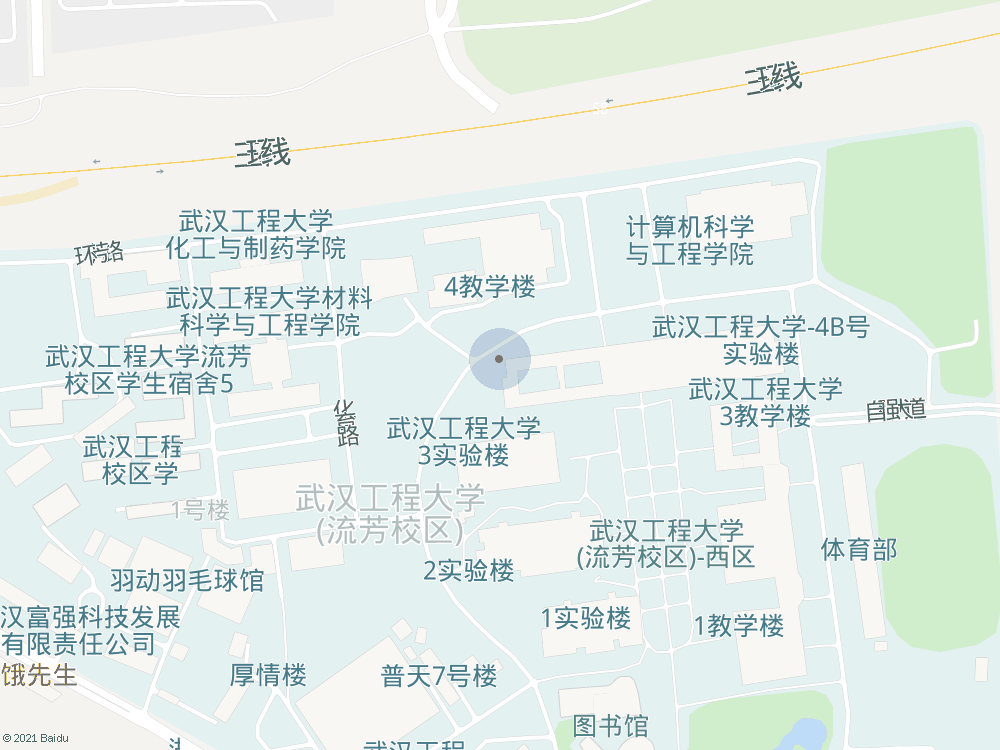 三环线
三环线
武汉工程大学
化工与制药学院
环芳路
计算机科学
与工程学院
4教学楼
武汉工程大学材料
科学与工程学院
武汉工程大学-4B号
实验楼
武汉工程大学流芳
校区学生宿舍5
武汉工程大学
3教学楼
自强大道
化器路
武汉工程大学
3实验楼
武汉工程
校区学
武汉工程大学
(流芳校区)
1号楼
武汉工程大学
(流芳校区)-西区
体育部
2实验楼
羽动羽毛球馆
汉富强科技发展
有限责任公司
1实验楼
1教学楼
饿先生
厚情楼
普天7号楼
图书馆
武汉工程
© 2021 Baidu